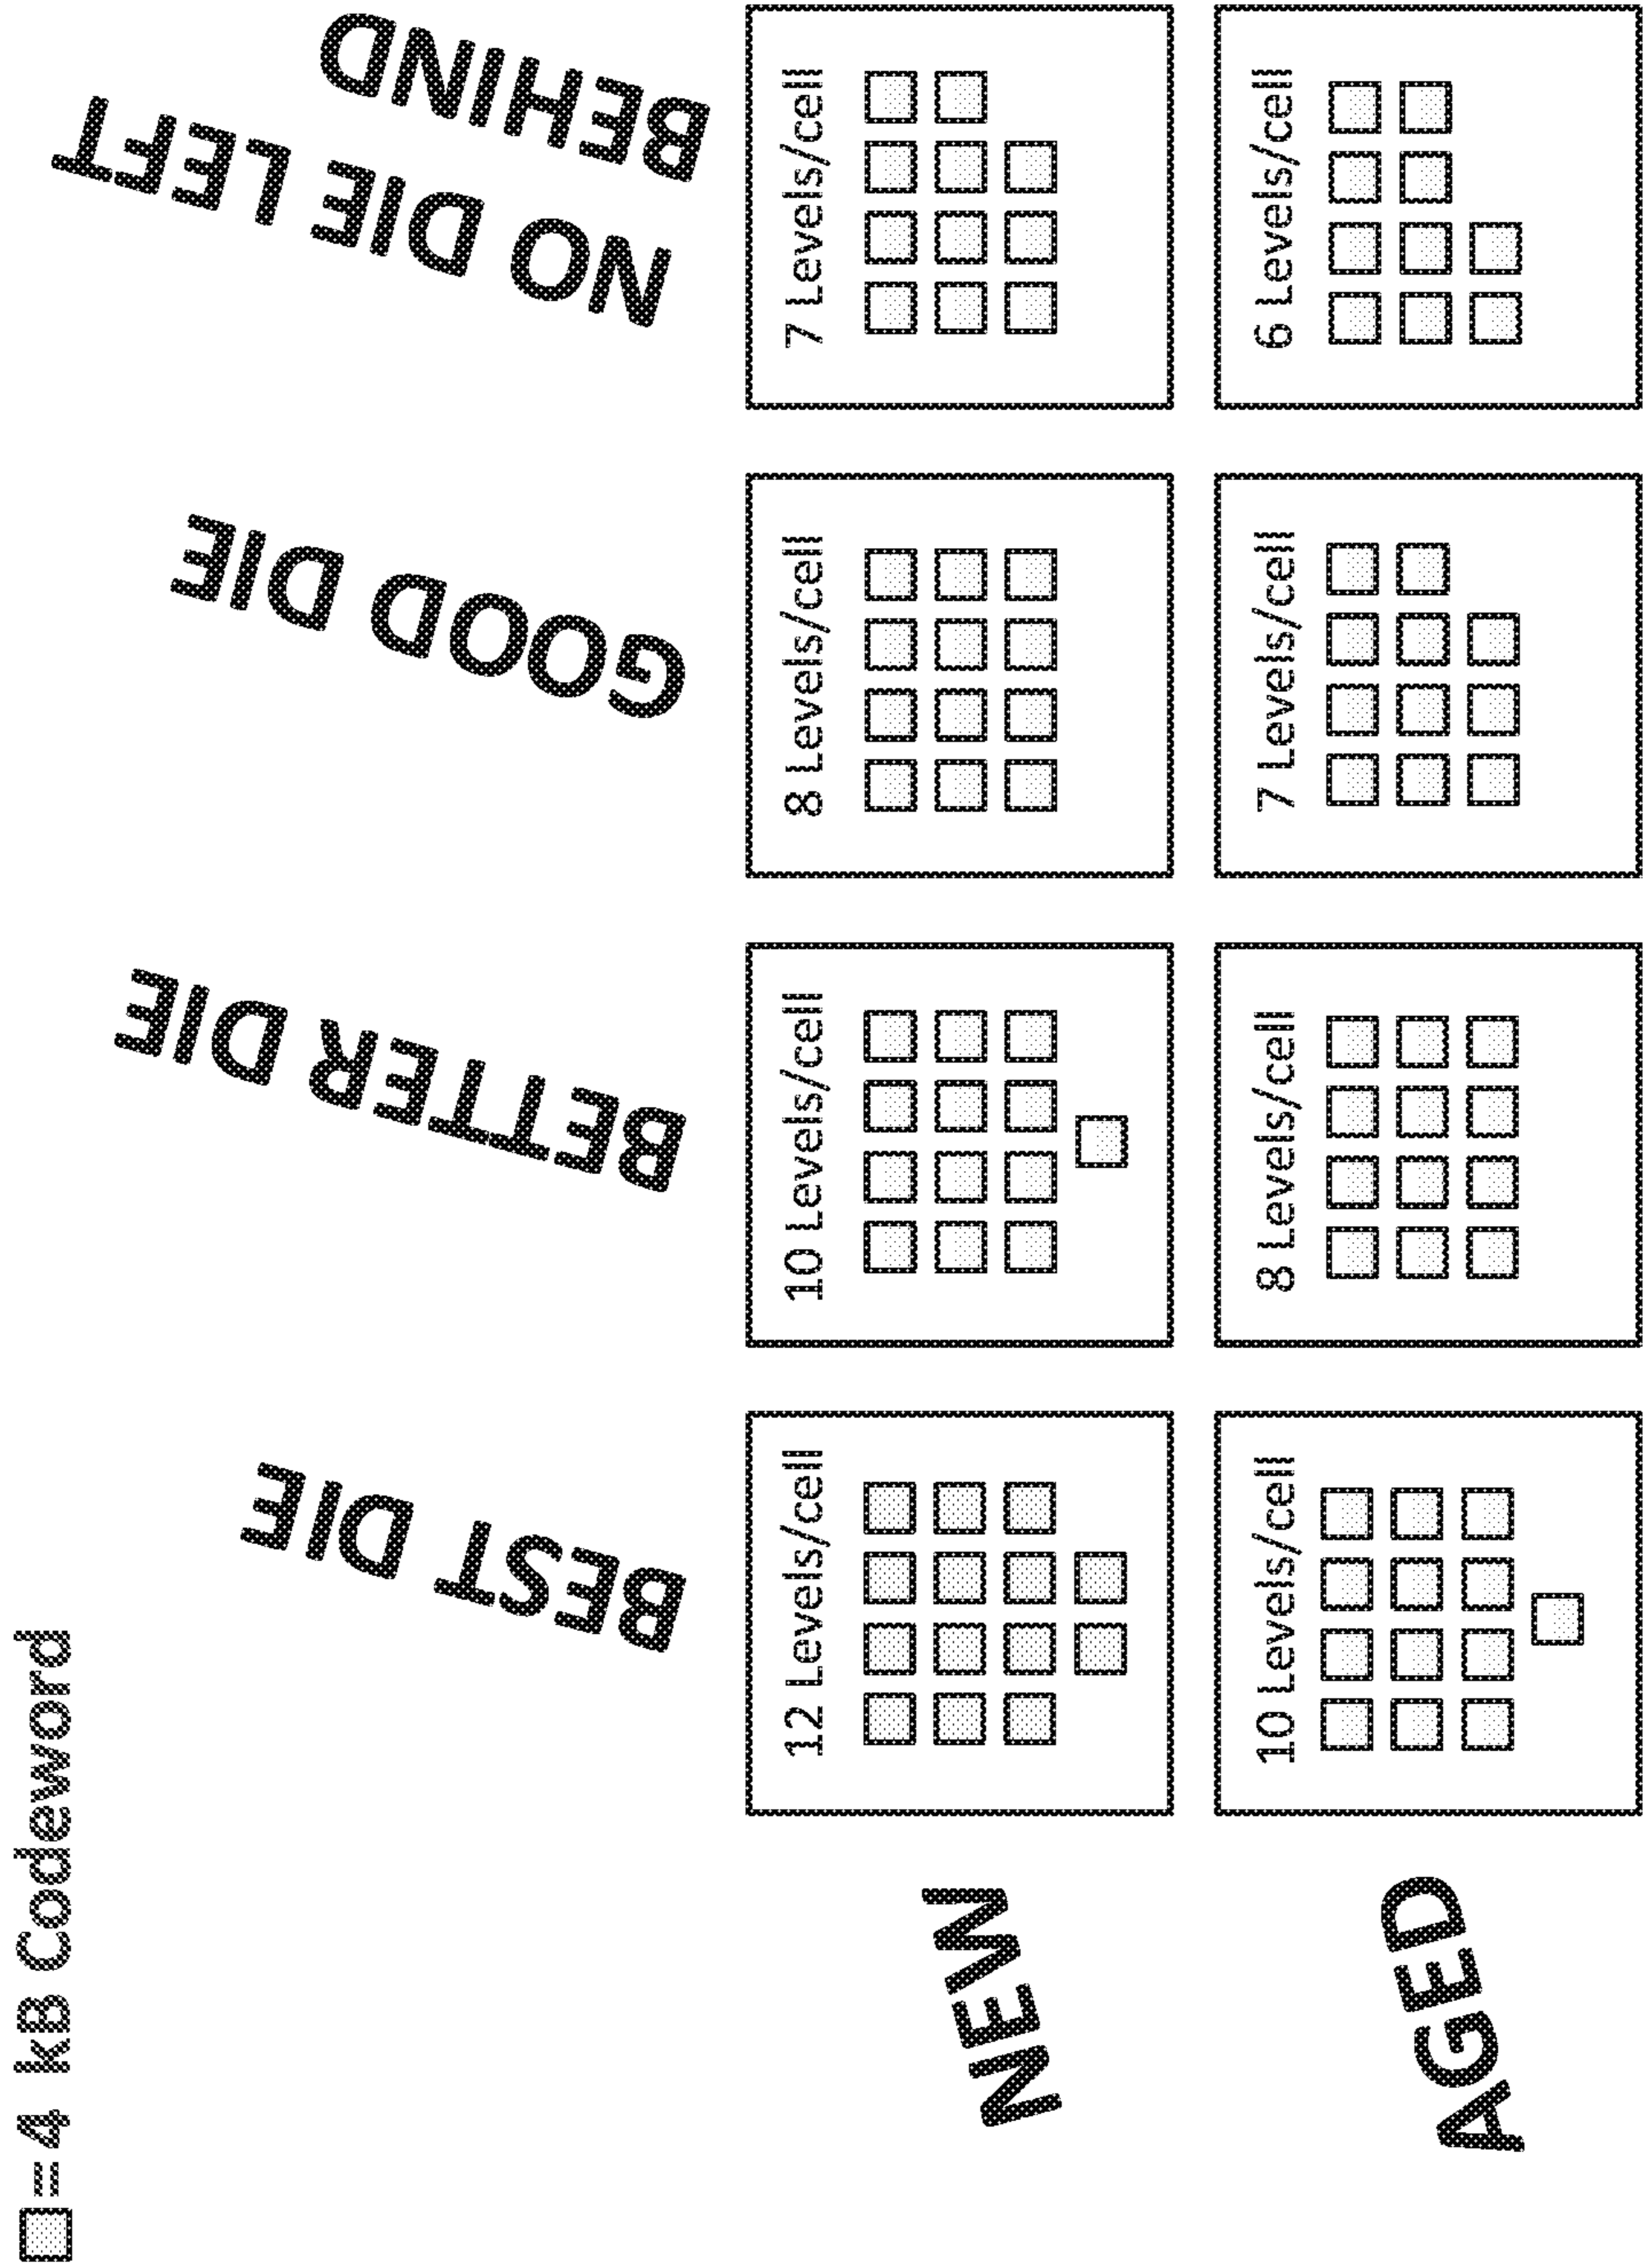 = 4 kB Codeword
BEST DIE
BETTER DIE
GOOD DIE
NO DIE LEFT
BEHIND
NEW
12 Levels/cell
10 Levels/cell
8 Levels/cell
7 Levels/cell
AGED
10 Levels/cell
8 Levels/cell
7 Levels/cell
6 Levels/cell